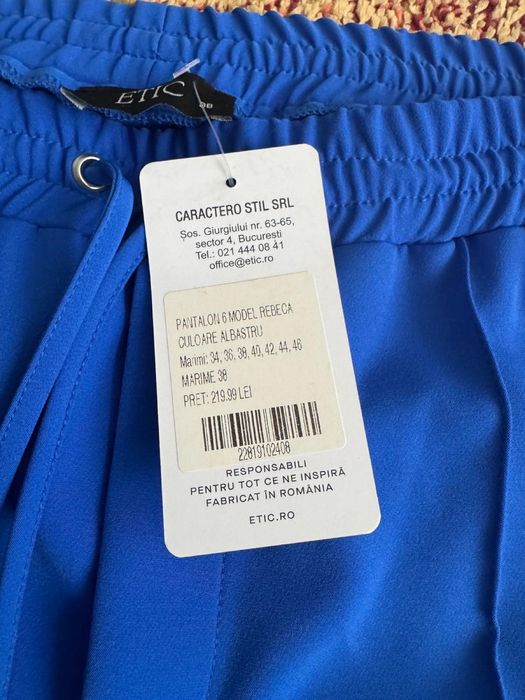 ETIC
38
CARACTERO STIL SRL
Șos. Giurgiului nr. 63-65,
sector 4, Bucuresti
Tel.: 021 444 08 41
office@etic.ro
PANTALON 6 MODEL REBECA
CULOARE ALBASTRU
Marimi: 34, 36, 38, 40, 42, 44, 46
MARIME 38
PRET: 219.99 LEI
22819102408
RESPONSABILI
PENTRU TOT CE NE INSPIRĂ
FABRICAT ÎN ROMÂNIA
ETIC.RO